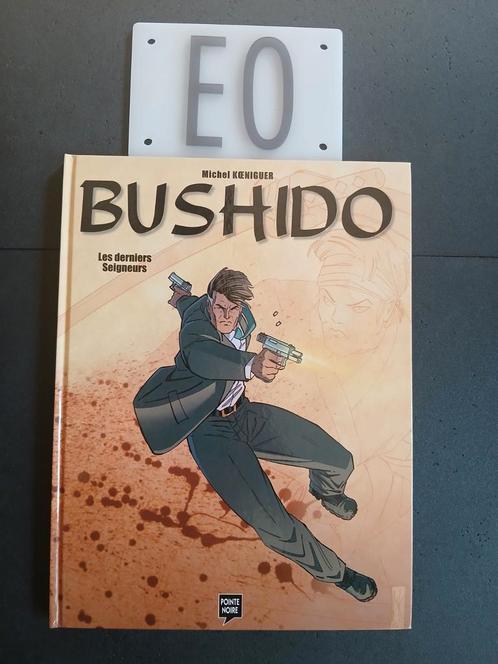 EO
Michel KŒNIGUER
BUSHIDO
Les derniers
Seigneurs
POINTE
NOIRE